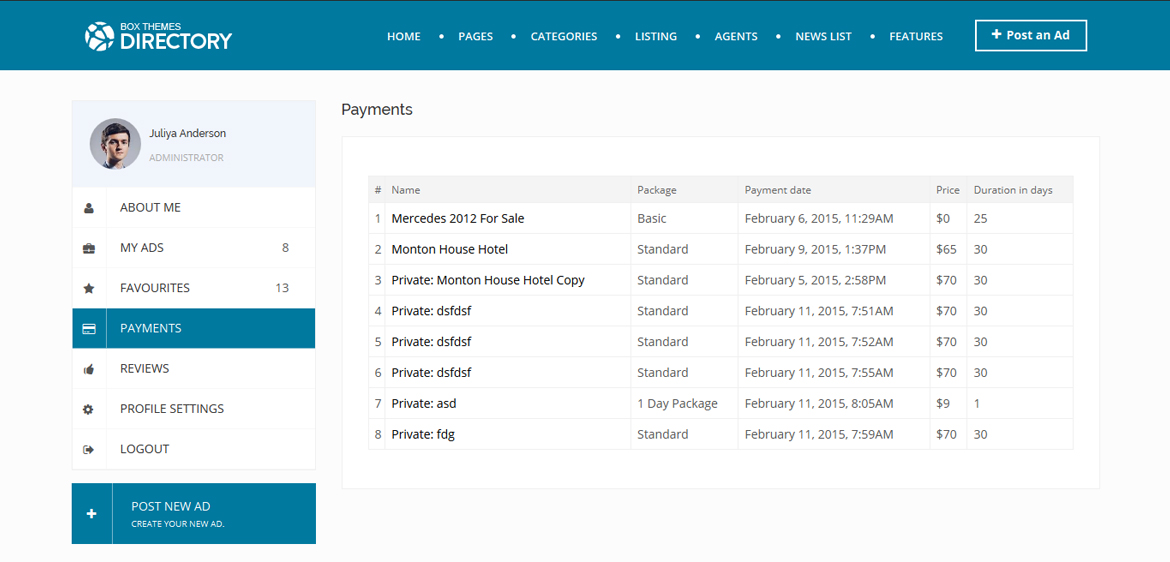 BOX THEMES
DIRECTORY
HOME • PAGES • CATEGORIES • LISTING • AGENTS • NEWS LIST • FEATURES
+ Post an Ad
Juliya Anderson
ADMINISTRATOR
ABOUT ME
MY ADS 8
FAVOURITES 13
PAYMENTS
REVIEWS
PROFILE SETTINGS
LOGOUT
POST NEW AD
CREATE YOUR NEW AD.
Payments
# Name Package Payment date Price Duration in days
1 Mercedes 2012 For Sale Basic February 6, 2015, 11:29AM $0 25
2 Monton House Hotel Standard February 9, 2015, 1:37PM $65 30
3 Private: Monton House Hotel Copy Standard February 5, 2015, 2:58PM $70 30
4 Private: dsfdsf Standard February 11, 2015, 7:51AM $70 30
5 Private: dsfdsf Standard February 11, 2015, 7:52AM $70 30
6 Private: dsfdsf Standard February 11, 2015, 7:55AM $70 30
7 Private: asd 1 Day Package February 11, 2015, 8:05AM $9 1
8 Private: fdg Standard February 11, 2015, 7:59AM $70 30